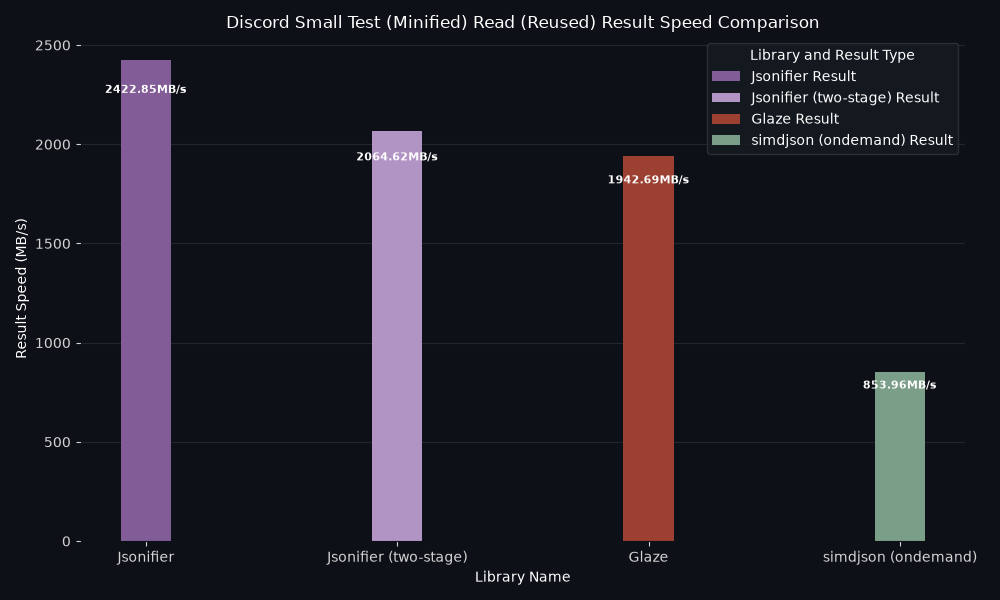 Discord Small Test (Minified) Read (Reused) Result Speed Comparison
Library and Result Type
Jsonifier Result
Jsonifier (two-stage) Result
Glaze Result
simdjson (ondemand) Result
Result Speed (MB/s)
2500
2000
1500
1000
500
0
2422.85MB/s
2064.62MB/s
1942.69MB/s
853.96MB/s
Jsonifier
Jsonifier (two-stage)
Glaze
simdjson (ondemand)
Library Name